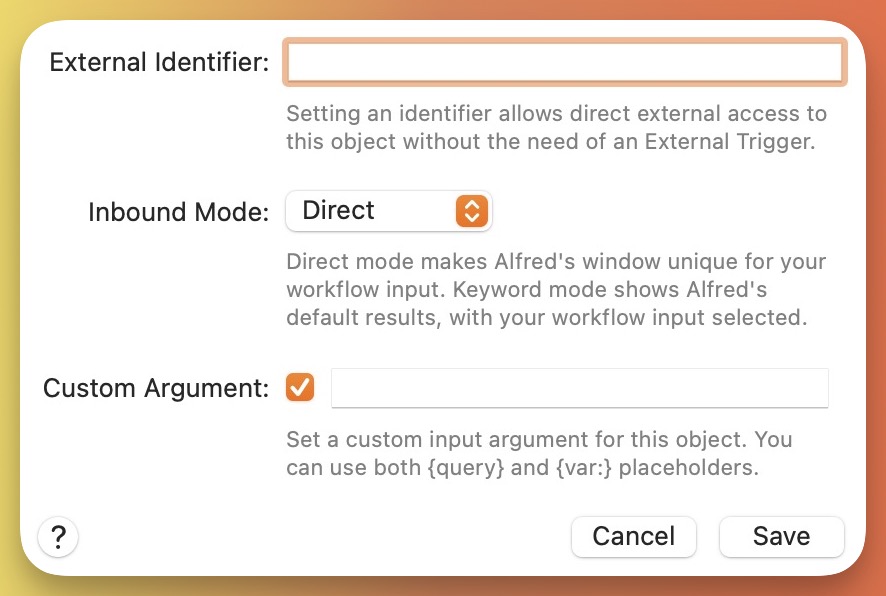 External Identifier:
Setting an identifier allows direct external access to
this object without the need of an External Trigger.
Inbound Mode: Direct
Direct mode makes Alfred's window unique for your
workflow input. Keyword mode shows Alfred's
default results, with your workflow input selected.
Custom Argument:
Set a custom input argument for this object. You
can use both {query} and {var:} placeholders.
? Cancel Save